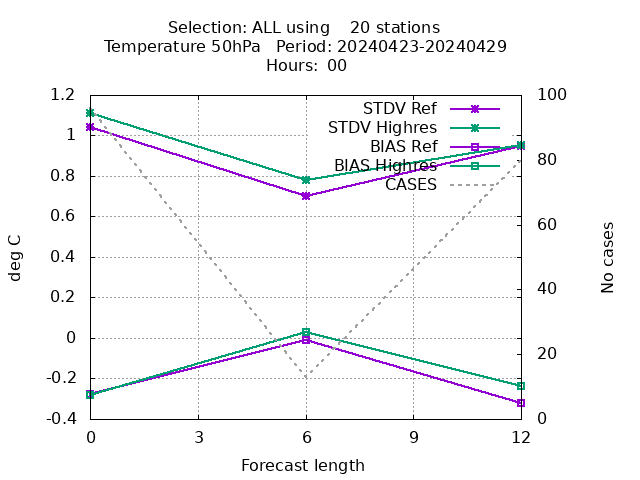 Selection: ALL using    20 stations
Temperature 50hPa   Period: 20240423-20240429
Hours: 00
1.2
1
0.8
0.6
0.4
0.2
0
-0.2
-0.4
deg C
STDV Ref
STDV Highres
BIAS Ref
BIAS Highres
CASES
100
80
60
40
20
0
No cases
0 3 6 9 12
Forecast length